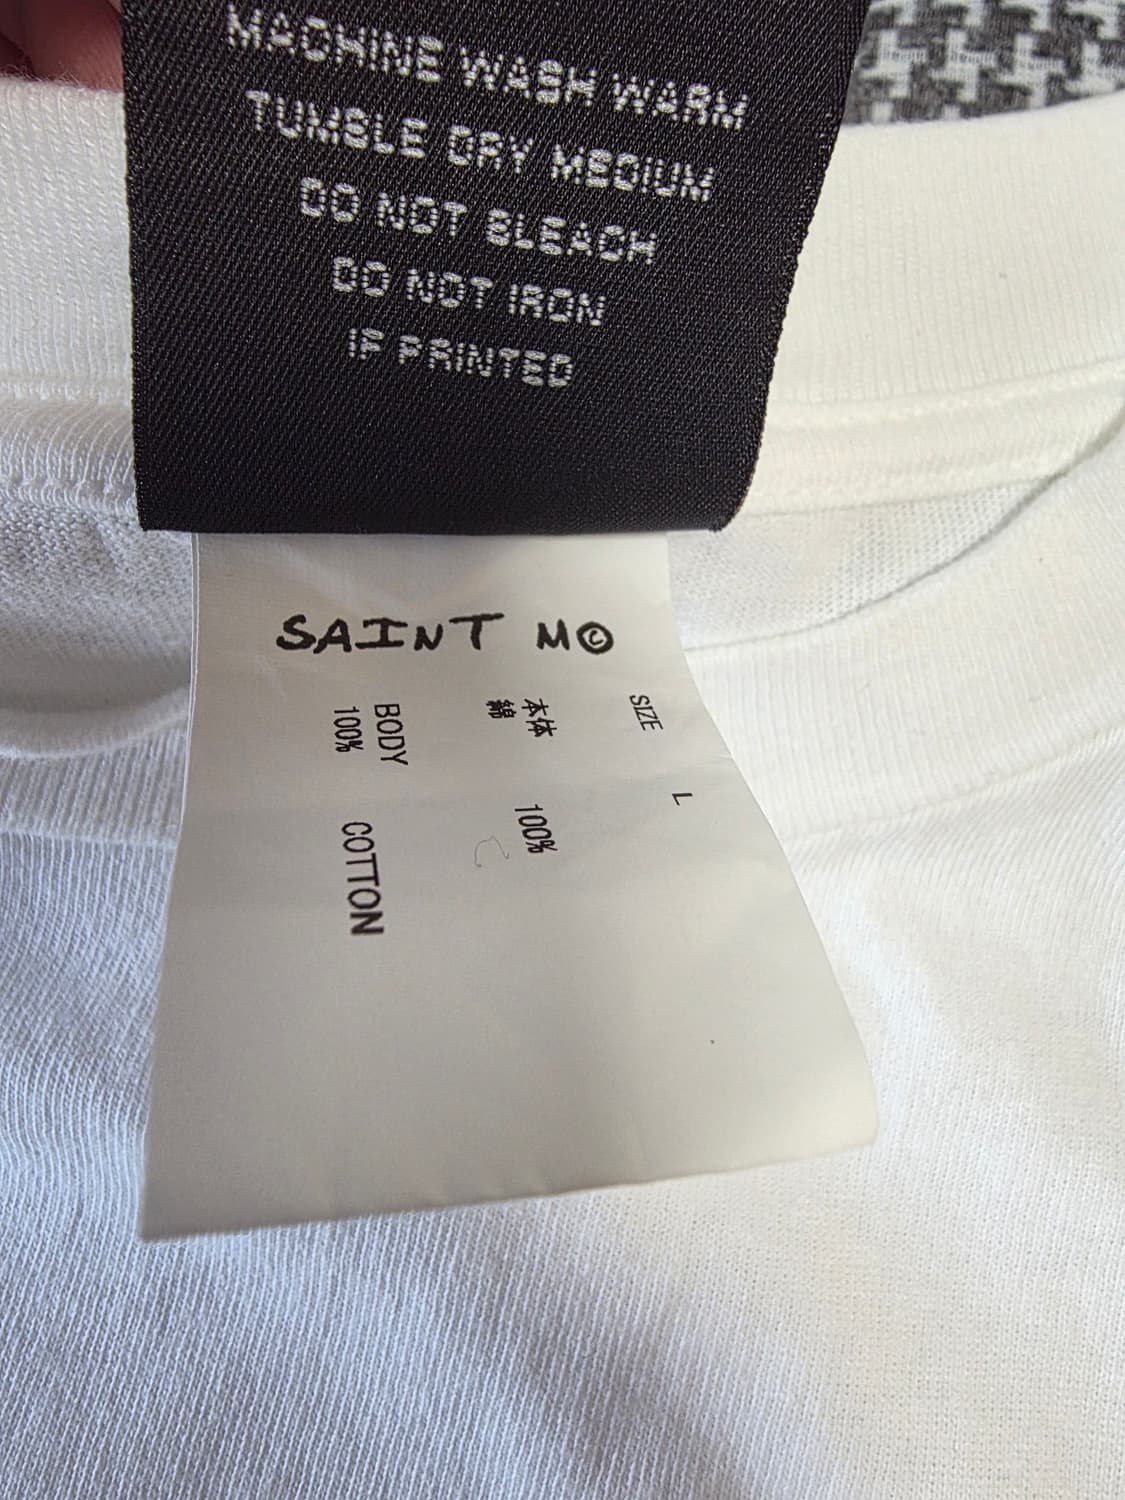 MACHINE WASH WARM
TUMBLE DRY MEDIUM
DO NOT BLEACH
DO NOT IRON
IF PRINTED
SAINT M©
SIZE L
本体
綿 100%
BODY
100% COTTON